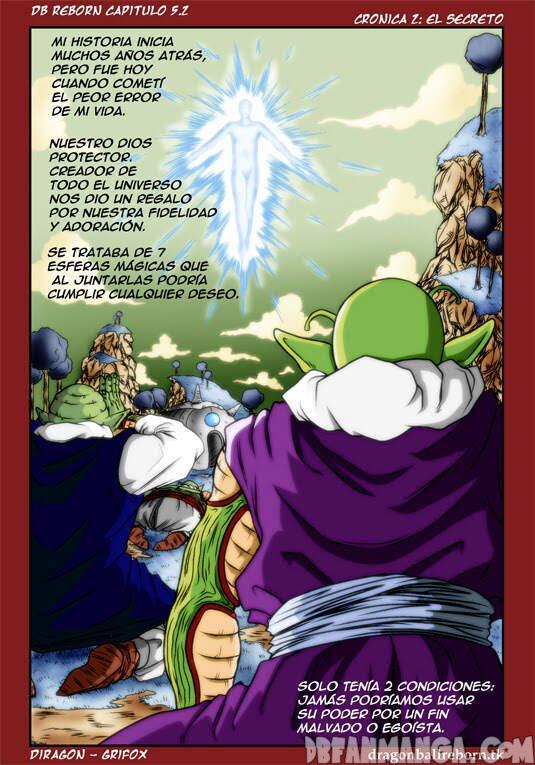 DB REBORN CAPITULO 5.2
CRONICA 2: EL SECRETO
MI HISTORIA INICIA
MUCHOS AÑOS ATRÁS,
PERO FUE HOY
CUANDO COMETÍ
EL PEOR ERROR
DE MI VIDA.
NUESTRO DIOS
PROTECTOR.
CREADOR DE
TODO EL UNIVERSO
NOS DIO UN REGALO
POR NUESTRA FIDELIDAD
Y ADORACIÓN.
SE TRATABA DE 7
ESFERAS MÁGICAS QUE
AL JUNTARLAS PODRÍA
CUMPLIR CUALQUIER DESEO.
SOLO TENÍA 2 CONDICIONES:
JAMÁS PODRÍAMOS USAR
SU PODER POR UN FIN
MALVADO O EGOÍSTA.
DBFANMANGA.COM
DIRAGON - GRIFOX
dragonballreborn.tk